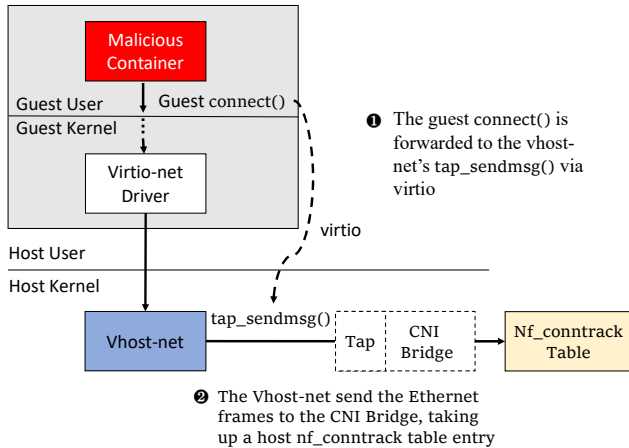 Malicious
Container
Guest User
Guest connect()
Guest Kernel
❶ The guest connect() is
forwarded to the vhost-
net's tap_sendmsg() via
virtio
Virtio-net
Driver
virtio
Host User
Host Kernel
tap_sendmsg()
Vhost-net
Tap
CNI
Bridge
Nf_conntrack
Table
❷ The Vhost-net send the Ethernet
frames to the CNI Bridge, taking
up a host nf_conntrack table entry